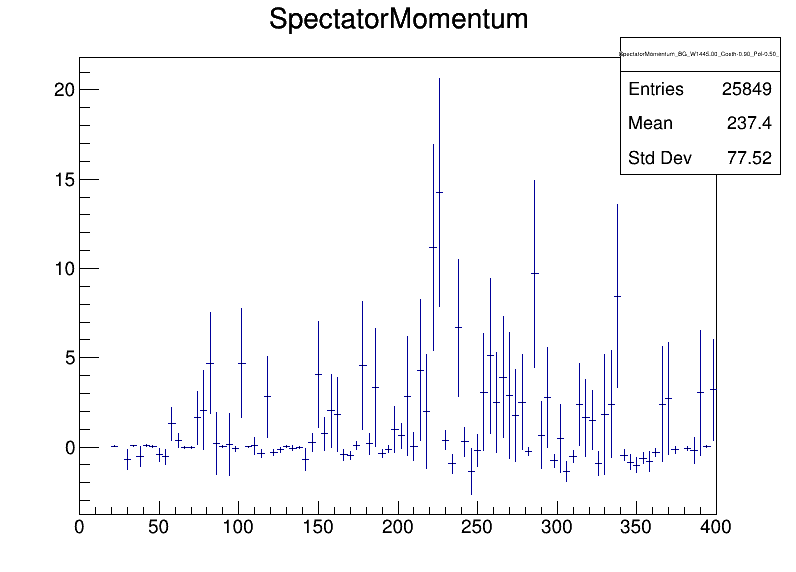 SpectatorMomentum
SpectatorMomentum_BG_W1445.00_Costh-0.90_Pol-0.50_
Entries 25849
Mean 237.4
Std Dev 77.52
20
15
10
5
0
0 50 100 150 200 250 300 350 400